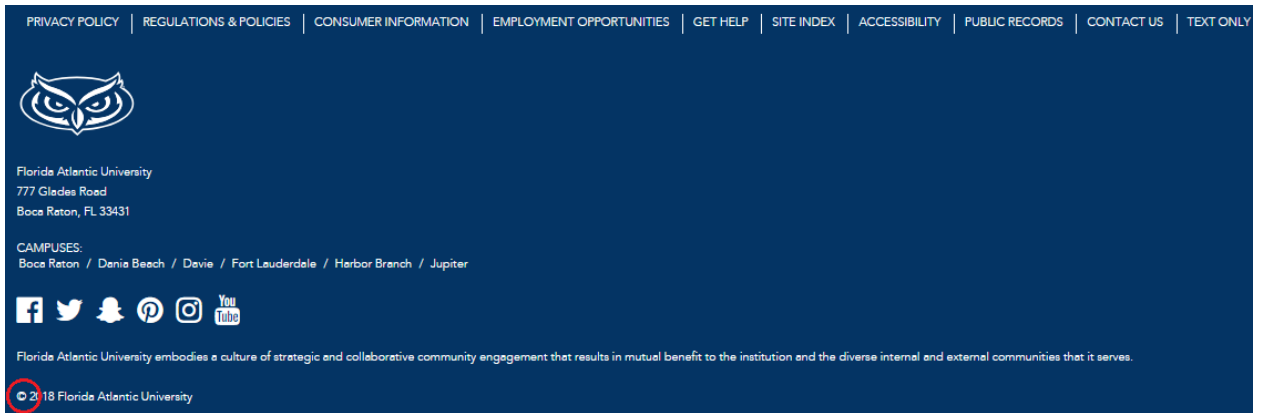 PRIVACY POLICY | REGULATIONS & POLICIES | CONSUMER INFORMATION | EMPLOYMENT OPPORTUNITIES | GET HELP | SITE INDEX | ACCESSIBILITY | PUBLIC RECORDS | CONTACT US | TEXT ONLY
Florida Atlantic University
777 Glades Road
Boca Raton, FL 33431
CAMPUSES:
Boca Raton / Dania Beach / Davie / Fort Lauderdale / Harbor Branch / Jupiter
You
Tube
Florida Atlantic University embodies a culture of strategic and collaborative community engagement that results in mutual benefit to the institution and the diverse internal and external communities that it serves.
© 2018 Florida Atlantic University